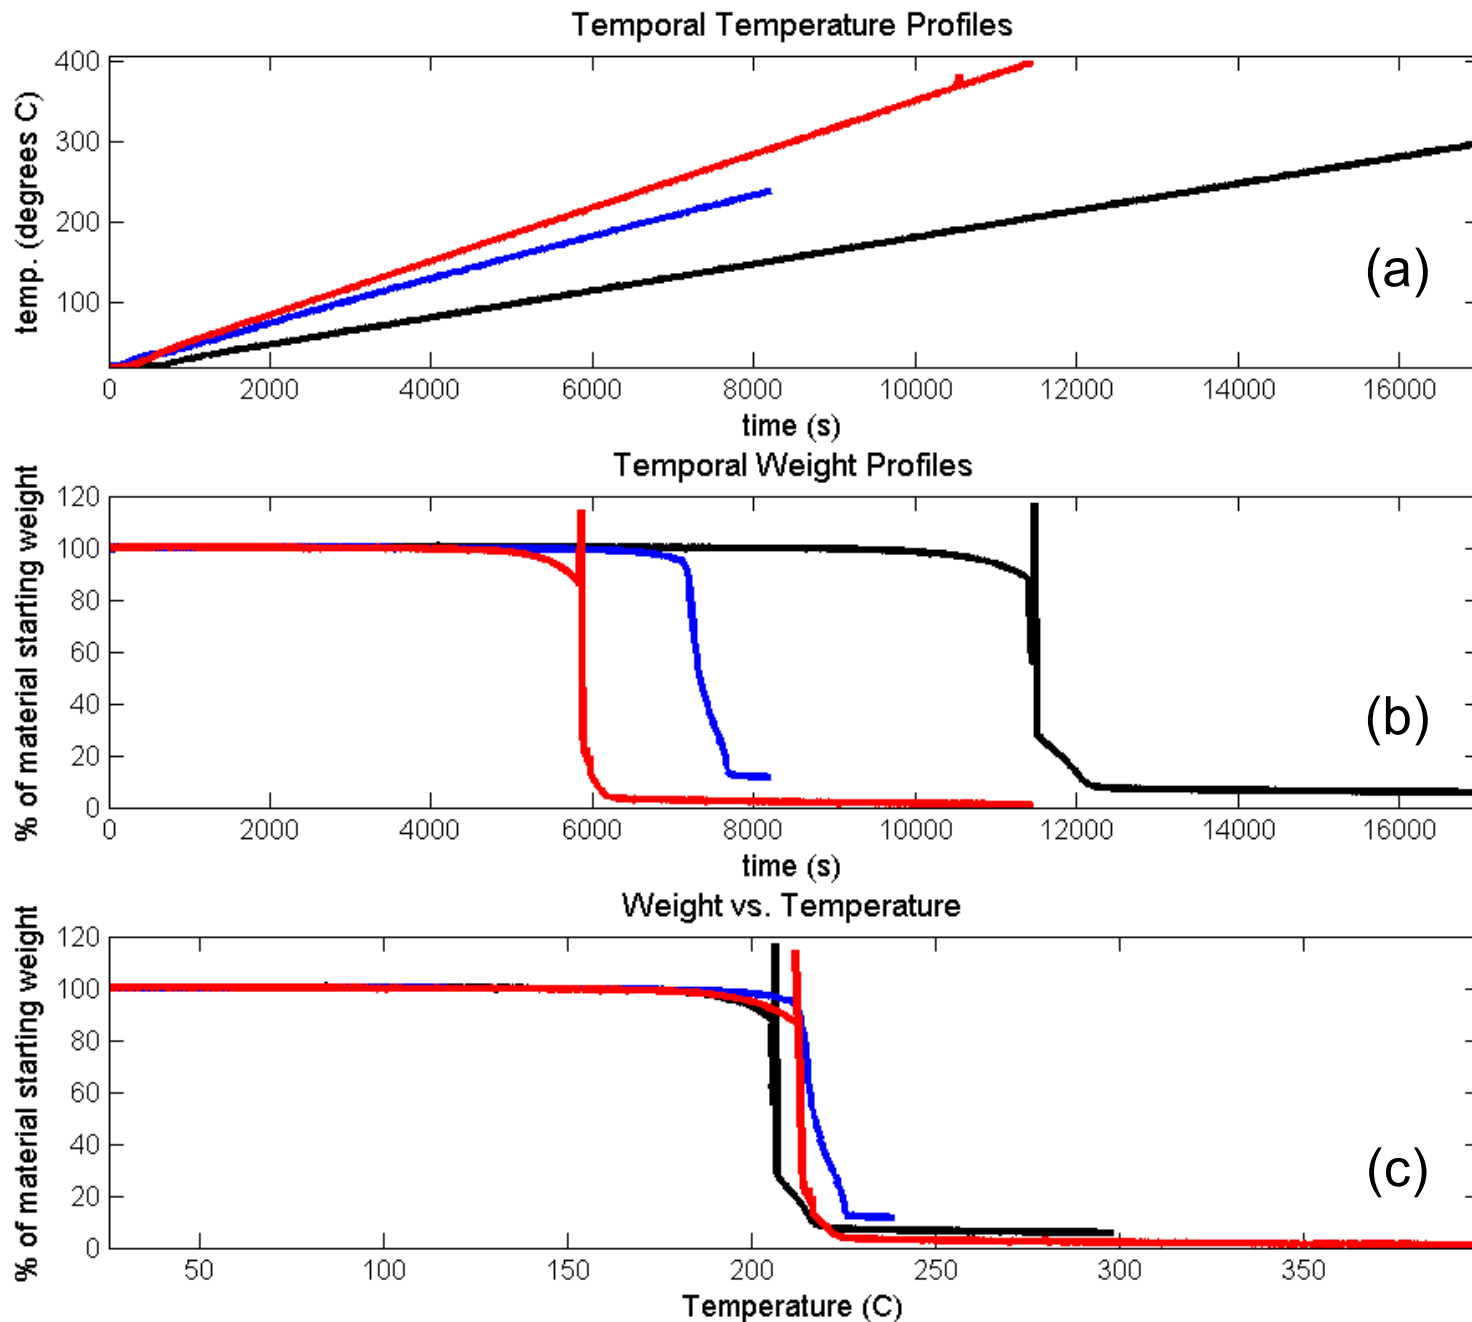 Temporal Temperature Profiles
temp. (degrees C)
400
300
200
100
0 2000 4000 6000 8000 10000 12000 14000 16000
time (s)
(a)
Temporal Weight Profiles
% of material starting weight
120
100
80
60
40
20
0
0 2000 4000 6000 8000 10000 12000 14000 16000
time (s)
(b)
Weight vs. Temperature
% of material starting weight
120
100
80
60
40
20
0
50 100 150 200 250 300 350
Temperature (C)
(c)